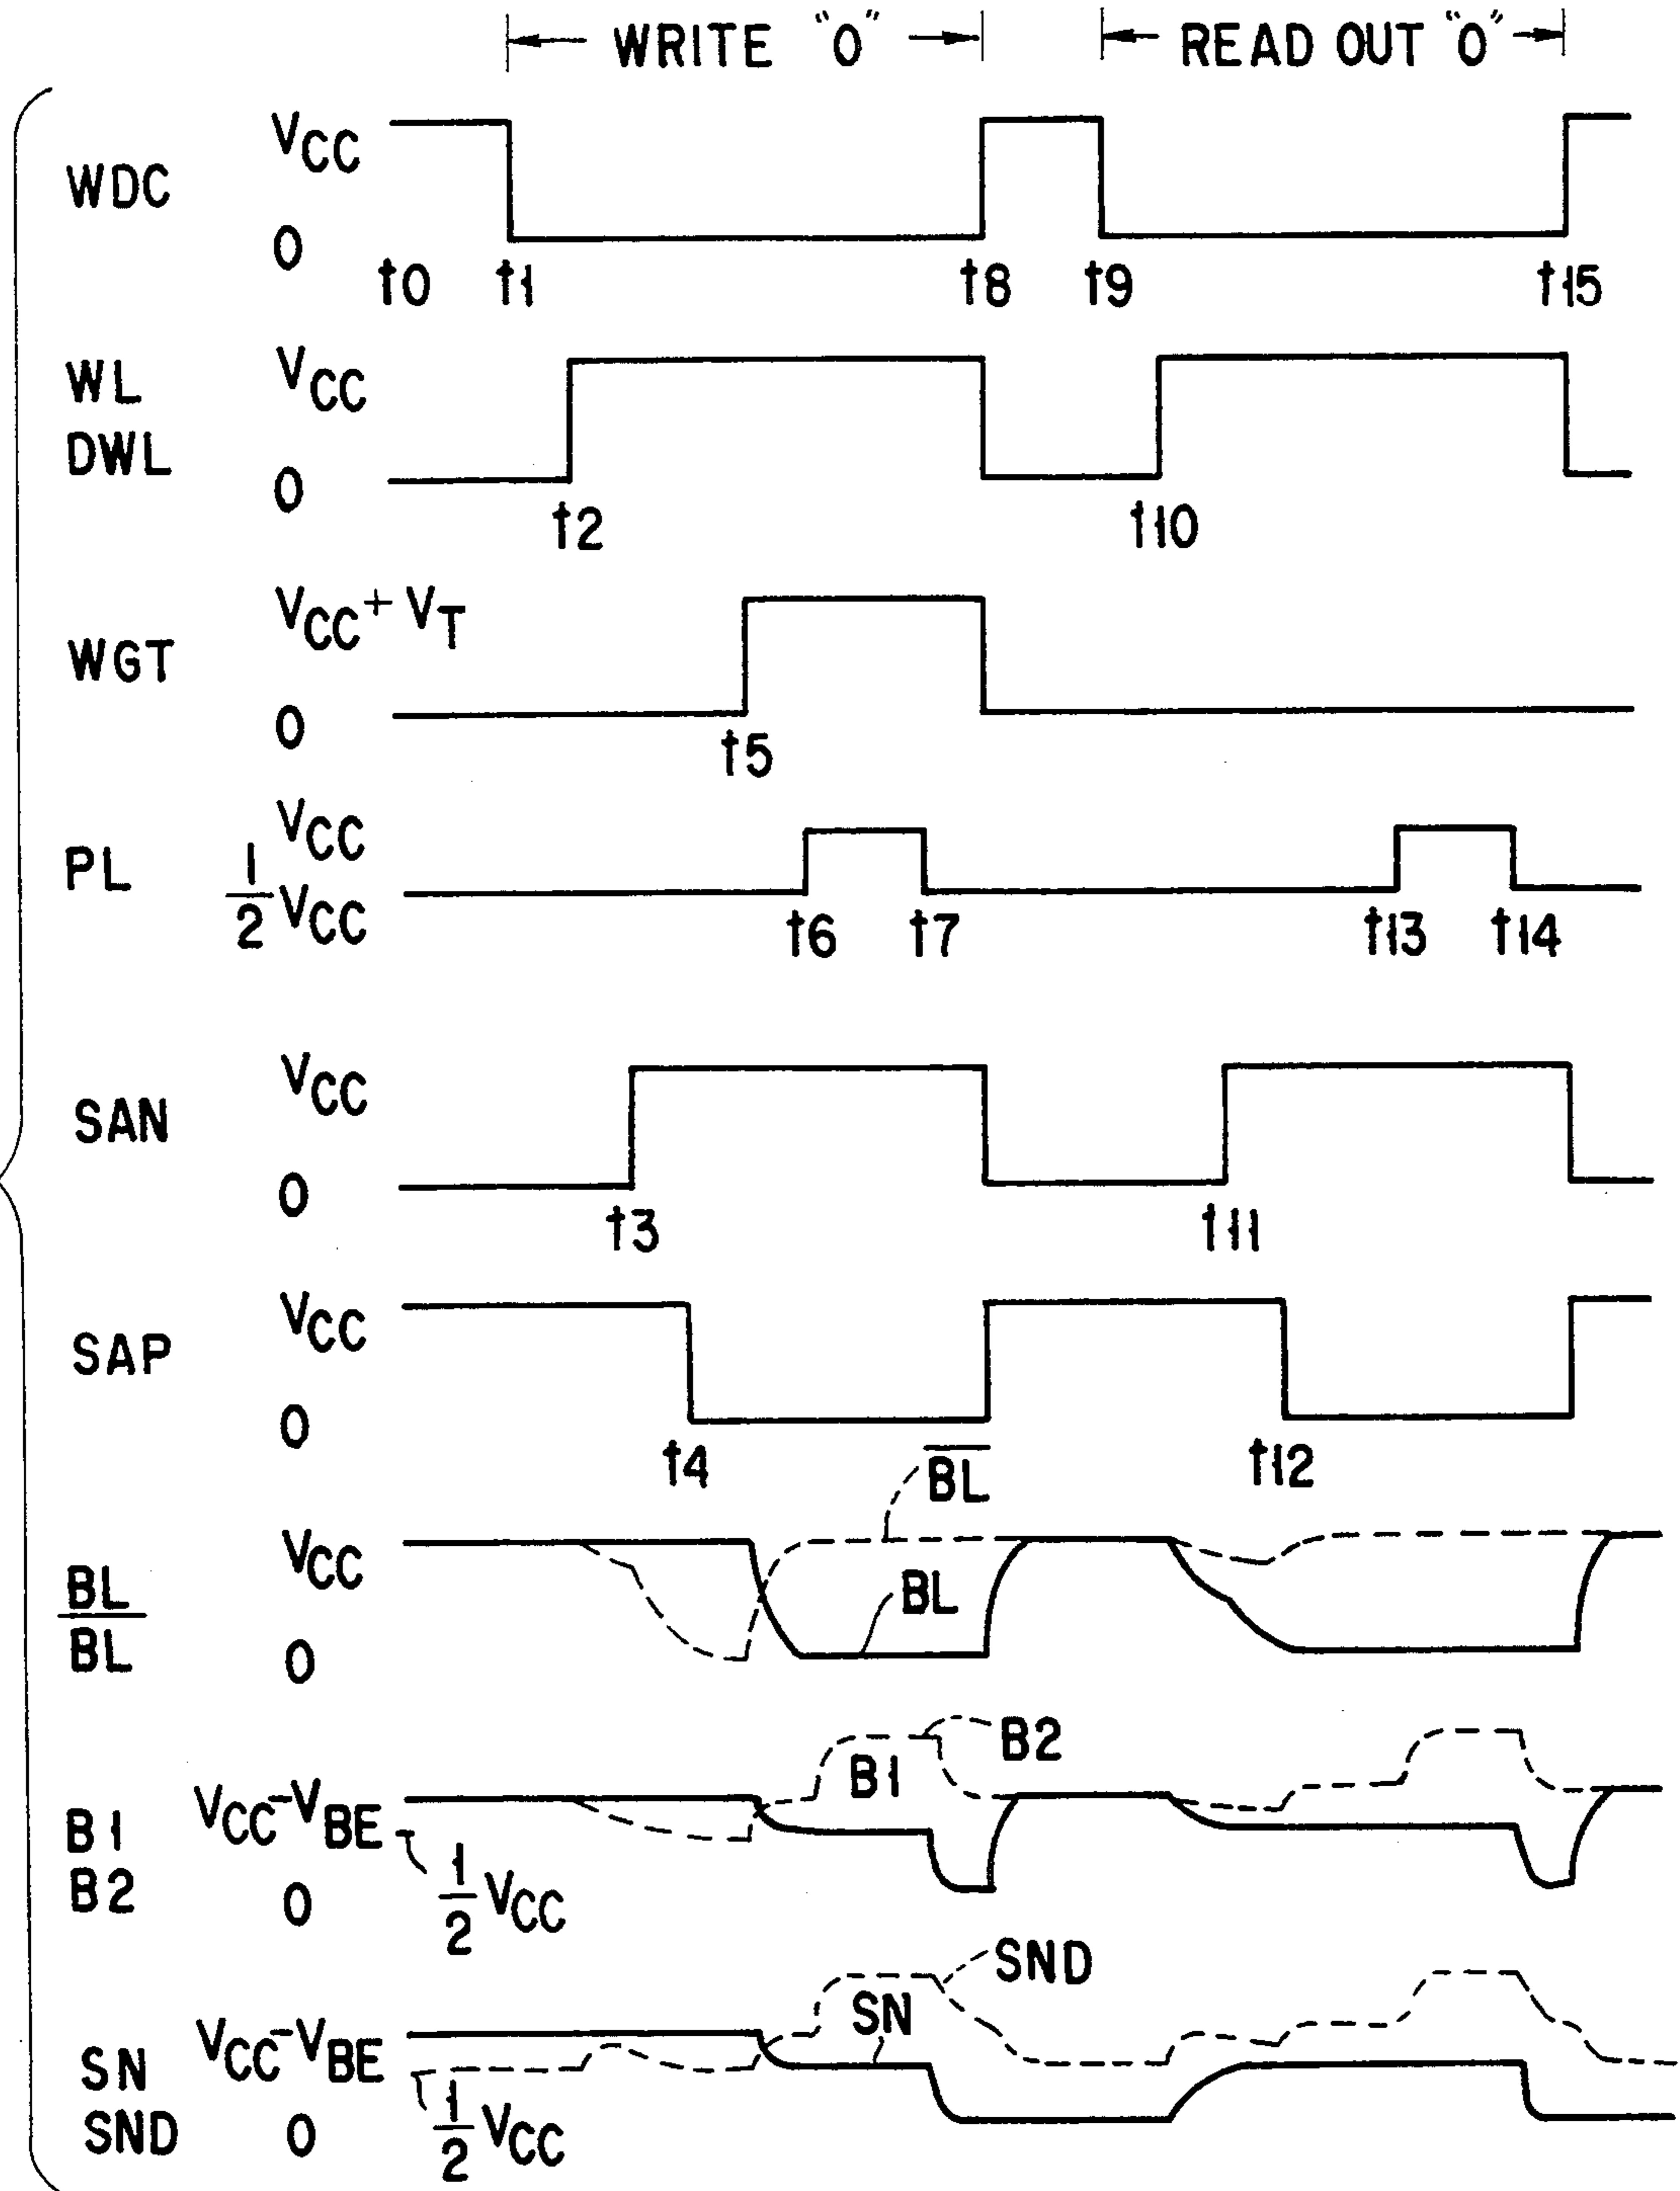 WRITE "0" READ OUT "0"
WDC VCC
0
t0 t1 t8 t9 t15
WL VCC
DWL 0
t2 t10
WGT VCC + VT
0
t5
PL VCC
1/2 VCC
t6 t7 t13 t14
SAN VCC
0
t3 t11
SAP VCC
0
t4 t12
B̅L̅
BL VCC
BL
B̅L̅ 0
B2
B1
B1 VCC-VBE
B2 0 1/2 VCC
SND
SN
SN VCC-VBE
SND 0 1/2 VCC